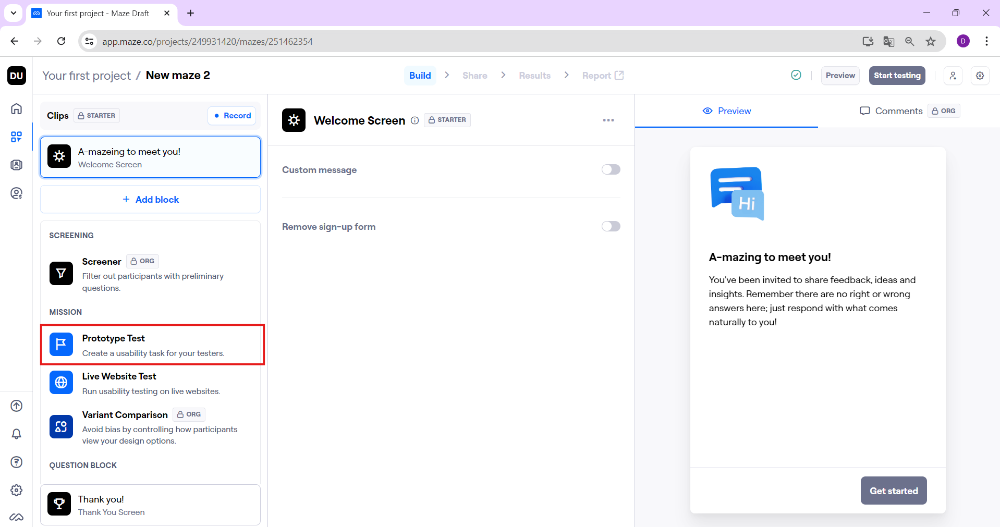 Your first project - Maze Draft
app.maze.co/projects/249931420/mazes/251462354
D
DU
Your first project / New maze 2
Build
Share
Results
Report
Preview
Start testing
Clips
STARTER
Record
A-mazeing to meet you!
Welcome Screen
Add block
SCREENING
Screener
ORG
Filter out participants with preliminary
questions.
MISSION
Prototype Test
Create a usability task for your testers.
Live Website Test
Run usability testing on live websites.
Variant Comparison
ORG
Avoid bias by controlling how participants
view your design options.
QUESTION BLOCK
Thank you!
Thank You Screen
Welcome Screen
STARTER
Custom message
Remove sign-up form
Preview
Comments
ORG
Hi
A-mazing to meet you!
You've been invited to share feedback, ideas and
insights. Remember there are no right or wrong
answers here; just respond with what comes
naturally to you!
Get started